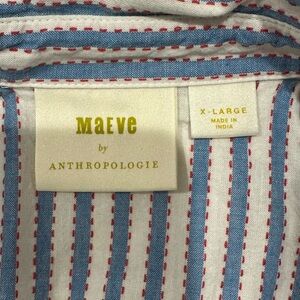 MAEVE
by
ANTHROPOLOGIE
X-LARGE
MADE IN
INDIA